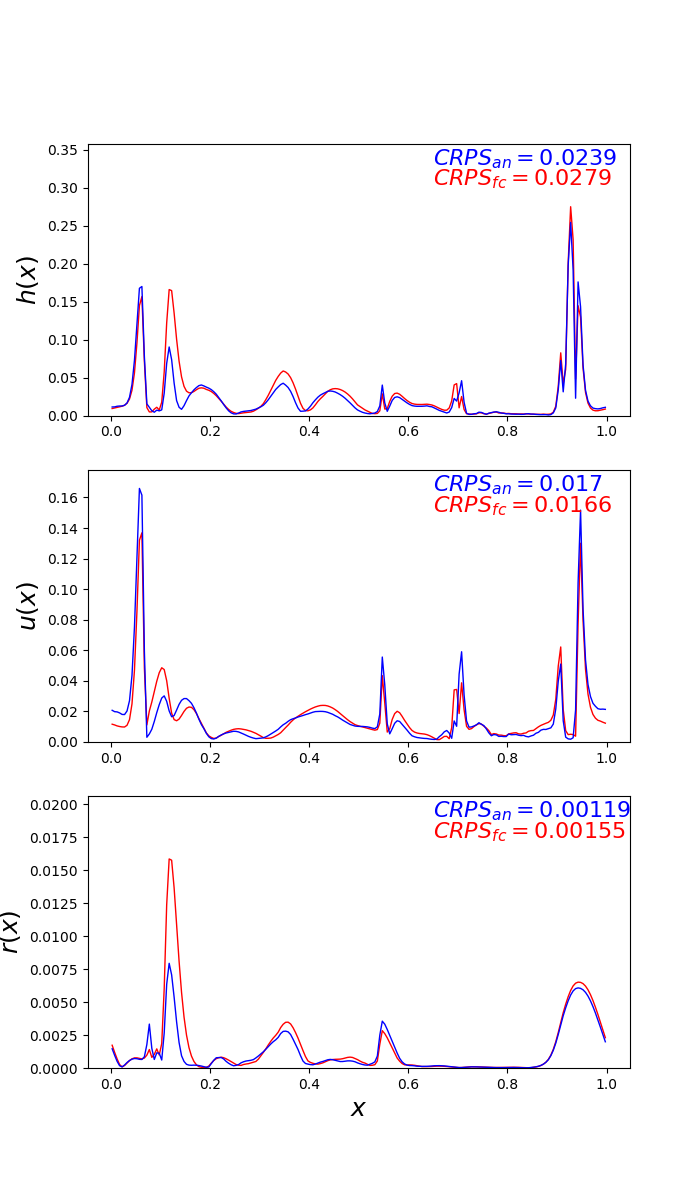 0.35
0.30
0.25
0.20
0.15
0.10
0.05
0.00
h(x)
CRPS_an = 0.0239
CRPS_fc = 0.0279
0.0 0.2 0.4 0.6 0.8 1.0
0.16
0.14
0.12
0.10
0.08
0.06
0.04
0.02
0.00
u(x)
CRPS_an = 0.017
CRPS_fc = 0.0166
0.0 0.2 0.4 0.6 0.8 1.0
0.0200
0.0175
0.0150
0.0125
0.0100
0.0075
0.0050
0.0025
0.0000
r(x)
CRPS_an = 0.00119
CRPS_fc = 0.00155
0.0 0.2 0.4 0.6 0.8 1.0
x